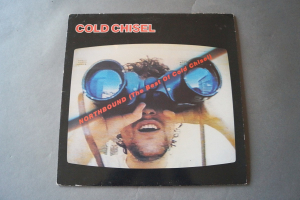 COLD CHISEL
NORTHBOUND (The Best Of Cold Chisel)